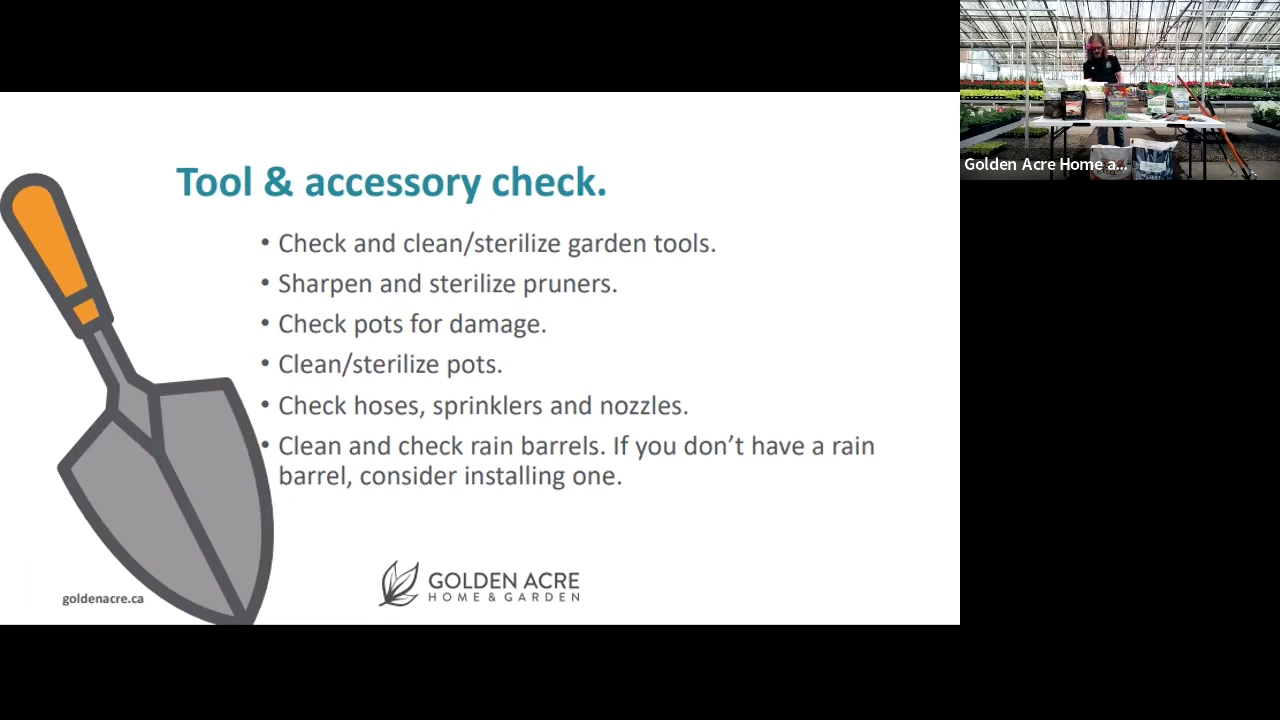 Golden Acre Home a...
Tool & accessory check.
• Check and clean/sterilize garden tools.
• Sharpen and sterilize pruners.
• Check pots for damage.
• Clean/sterilize pots.
• Check hoses, sprinklers and nozzles.
• Clean and check rain barrels. If you don’t have a rain
barrel, consider installing one.
GOLDEN ACRE
HOME & GARDEN
goldenacre.ca